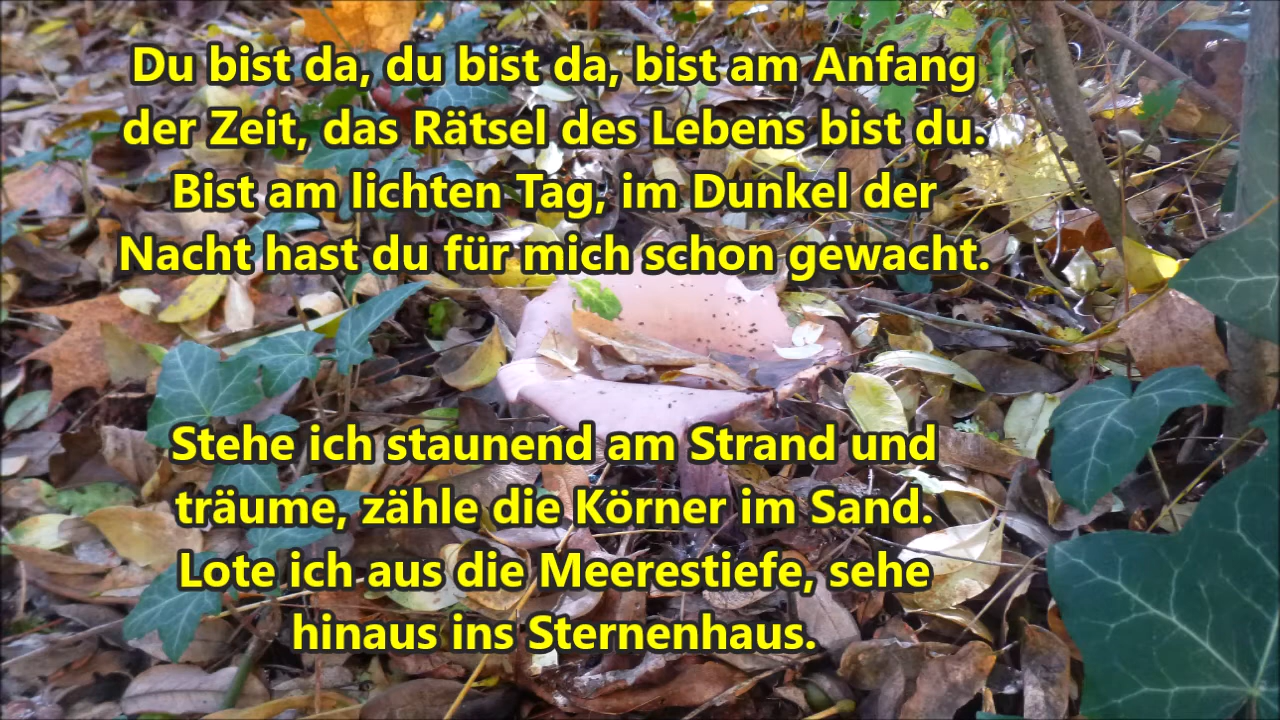 Du bist da, du bist da, bist am Anfang
der Zeit, das Rätsel des Lebens bist du.
Bist am lichten Tag, im Dunkel der
Nacht hast du für mich schon gewacht.
Stehe ich staunend am Strand und
träume, zähle die Körner im Sand.
Lote ich aus die Meerestiefe, sehe
hinaus ins Sternenhaus.